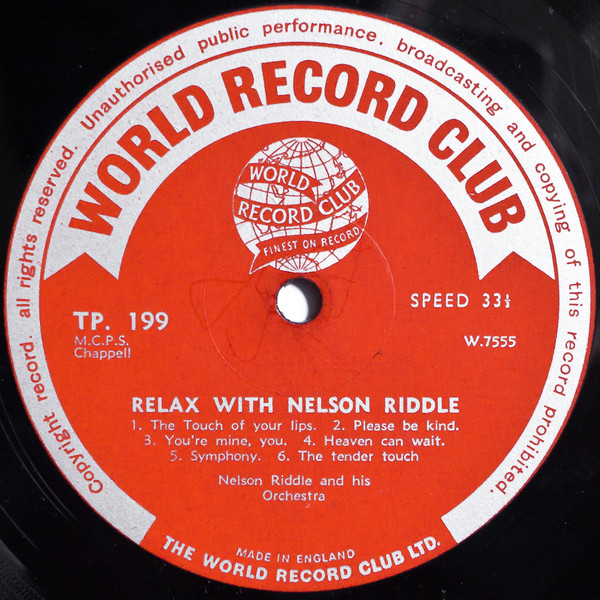 Copyright record. all rights reserved. Unauthorised public performance. broadcasting and copying of this record prohibited.
WORLD RECORD CLUB
WORLD
RECORD CLUB
FINEST ON RECORD
TP. 199
M.C.P.S.
Chappell
SPEED 33⅓
W.7555
RELAX WITH NELSON RIDDLE
1. The Touch of your lips. 2. Please be kind.
3. You're mine, you. 4. Heaven can wait.
5. Symphony. 6. The tender touch
Nelson Riddle and his
Orchestra
MADE IN ENGLAND
THE WORLD RECORD CLUB LTD.